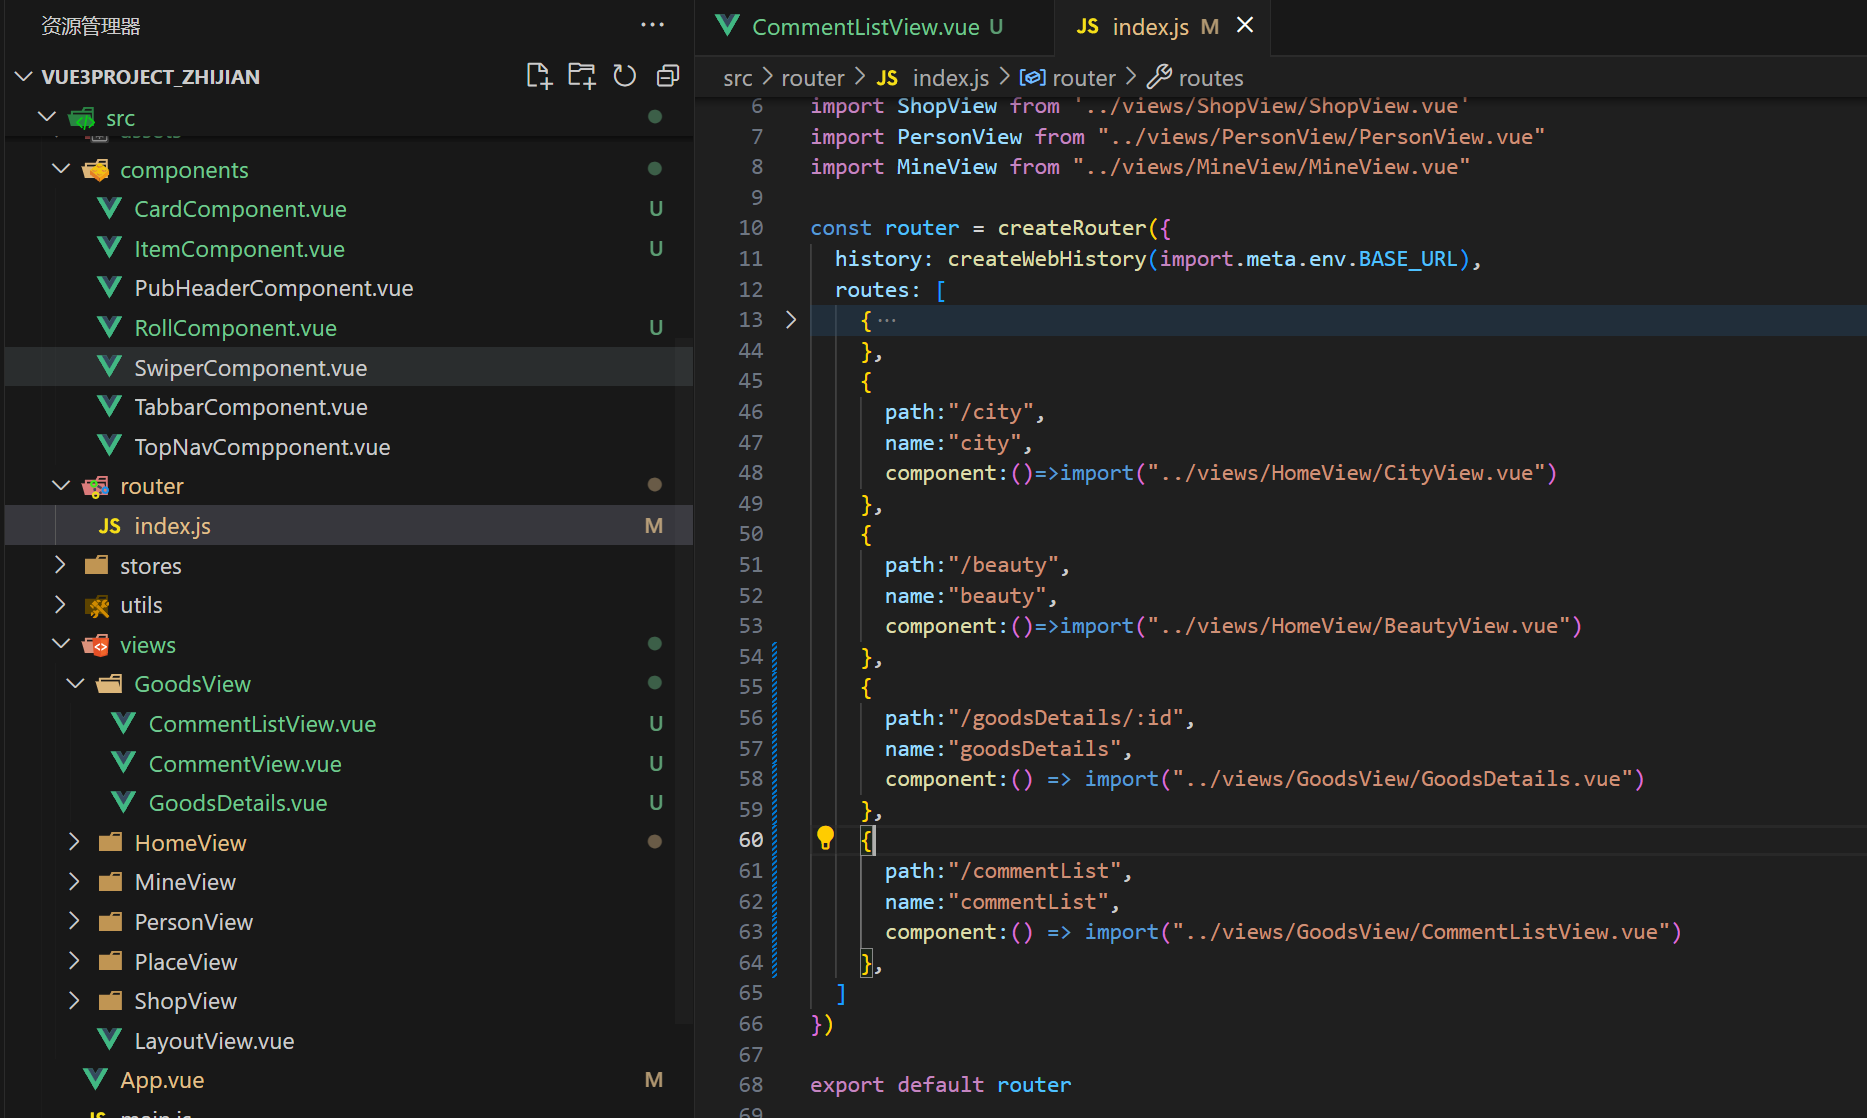 资源管理器
···
VUE3PROJECT_ZHIJIAN
src
assets
components
CardComponent.vue U
ItemComponent.vue U
PubHeaderComponent.vue
RollComponent.vue U
SwiperComponent.vue
TabbarComponent.vue
TopNavCompponent.vue
router
JS index.js M
stores
utils
views
GoodsView
CommentListView.vue U
CommentView.vue U
GoodsDetails.vue U
HomeView
MineView
PersonView
PlaceView
ShopView
LayoutView.vue
App.vue M
JS main.js
CommentListView.vue U
JS index.js M
src > router > JS index.js > router > routes
6 import ShopView from '../views/ShopView/ShopView.vue'
7 import PersonView from "../views/PersonView/PersonView.vue"
8 import MineView from "../views/MineView/MineView.vue"
9
10 const router = createRouter({
11 history: createWebHistory(import.meta.env.BASE_URL),
12 routes: [
13 { ···
44 },
45 {
46 path:"/city",
47 name:"city",
48 component:()=>import("../views/HomeView/CityView.vue")
49 },
50 {
51 path:"/beauty",
52 name:"beauty",
53 component:()=>import("../views/HomeView/BeautyView.vue")
54 },
55 {
56 path:"/goodsDetails/:id",
57 name:"goodsDetails",
58 component:() => import("../views/GoodsView/GoodsDetails.vue")
59 },
60 {
61 path:"/commentList",
62 name:"commentList",
63 component:() => import("../views/GoodsView/CommentListView.vue")
64 },
65 ]
66 })
67
68 export default router
69